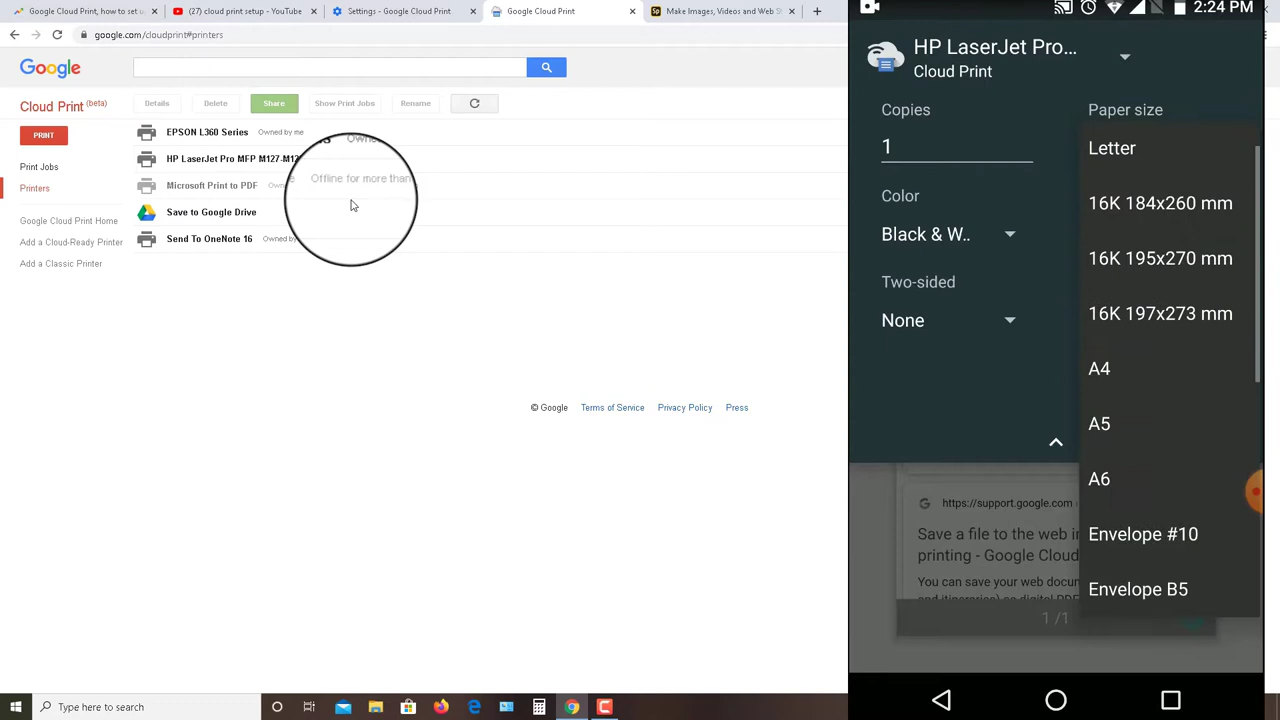 cloud print setup - YouTube
Settings - Google Cloud Print
Google Cloud Print
Make Images, Videos and Web St
google.com/cloudprint#printers
Google
Cloud Print (beta)
Details
Delete
Share
Show Print Jobs
Rename
PRINT
Print Jobs
Printers
Google Cloud Print Home
Add a Cloud-Ready Printer
Add a Classic Printer
EPSON L360 Series Owned by me
HP LaserJet Pro MFP M127-M12
Microsoft Print to PDF
Offline for more than
Save to Google Drive
Send To OneNote 16 Owned by
© Google Terms of Service Privacy Policy Press
Type here to search
2:24 PM
HP LaserJet Pro...
Cloud Print
Copies
1
Color
Black & W..
Two-sided
None
Paper size
Letter
16K 184x260 mm
16K 195x270 mm
16K 197x273 mm
A4
A5
A6
Envelope #10
Envelope B5
https://support.google.com
Save a file to the web in
printing - Google Cloud
You can save your web docum
1 /1